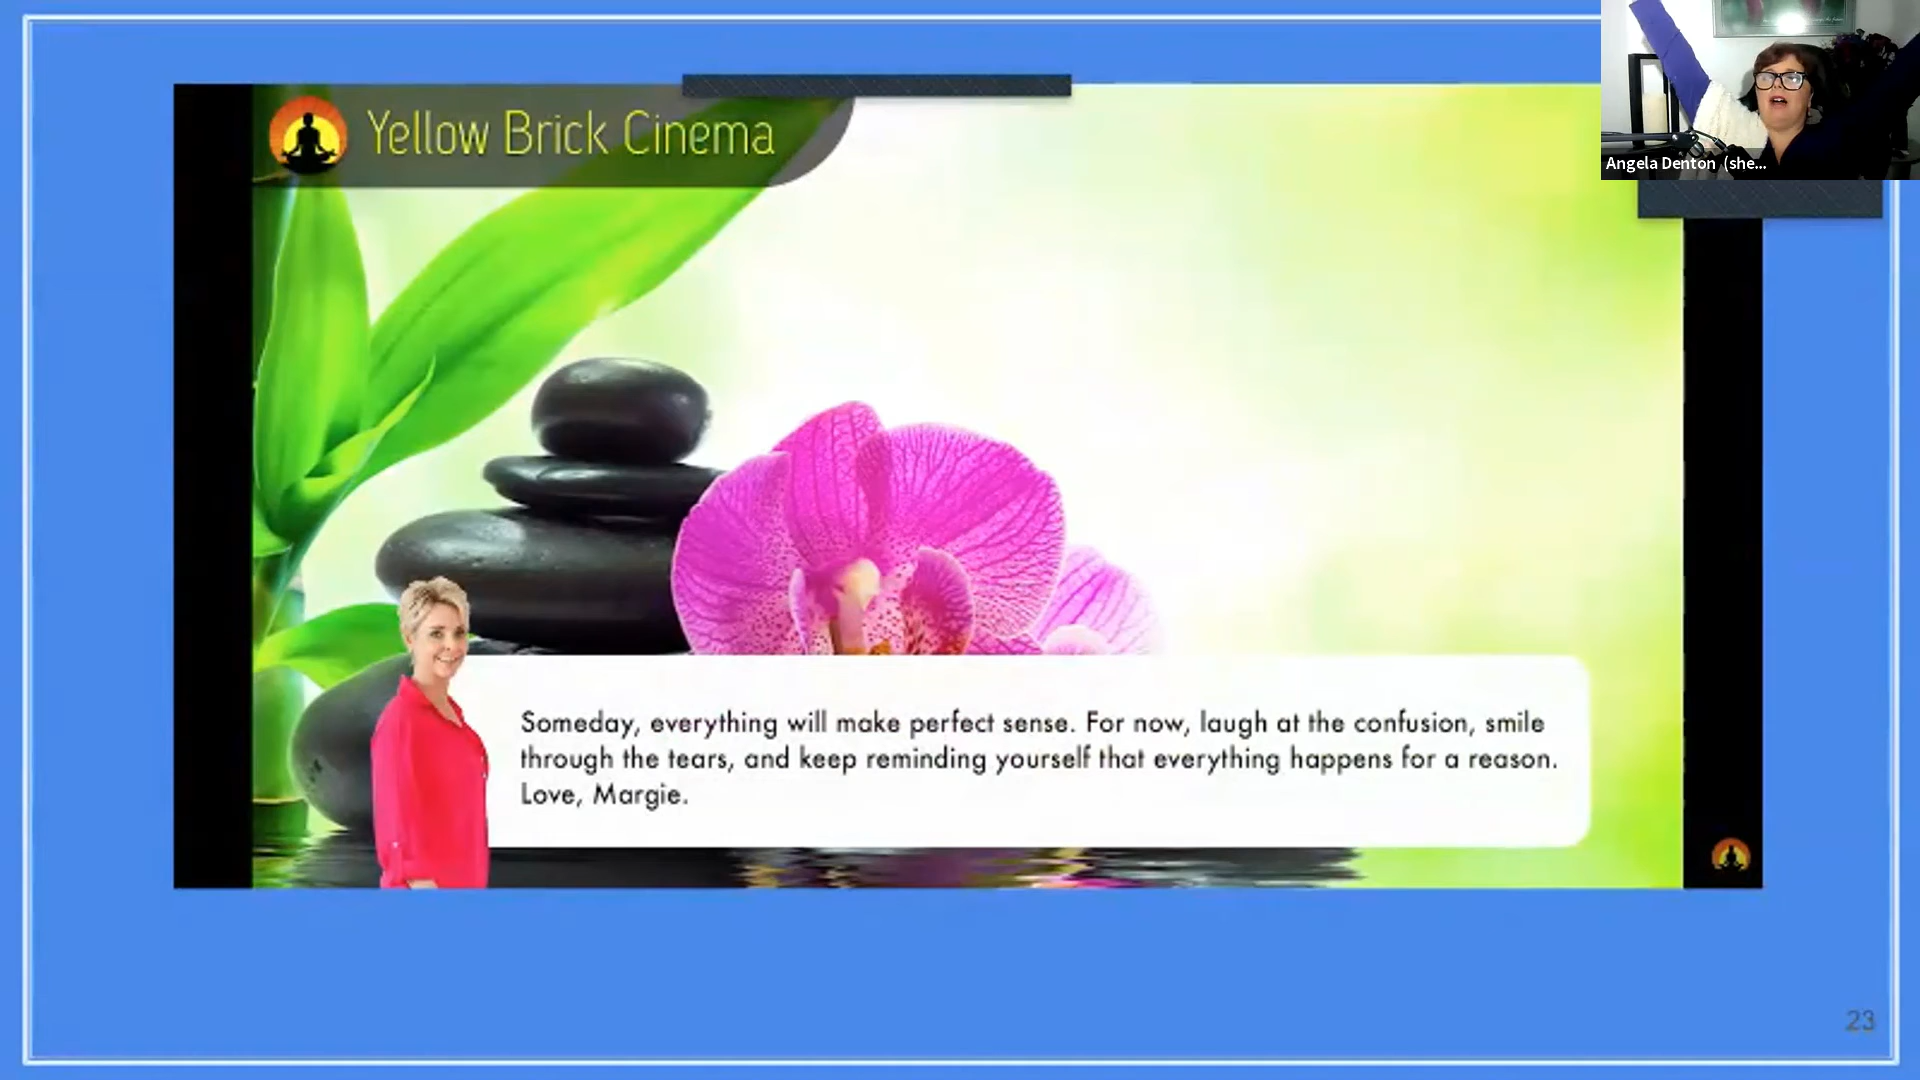 Yellow Brick Cinema
Angela Denton (she...
Someday, everything will make perfect sense. For now, laugh at the confusion, smile
through the tears, and keep reminding yourself that everything happens for a reason.
Love, Margie.
23